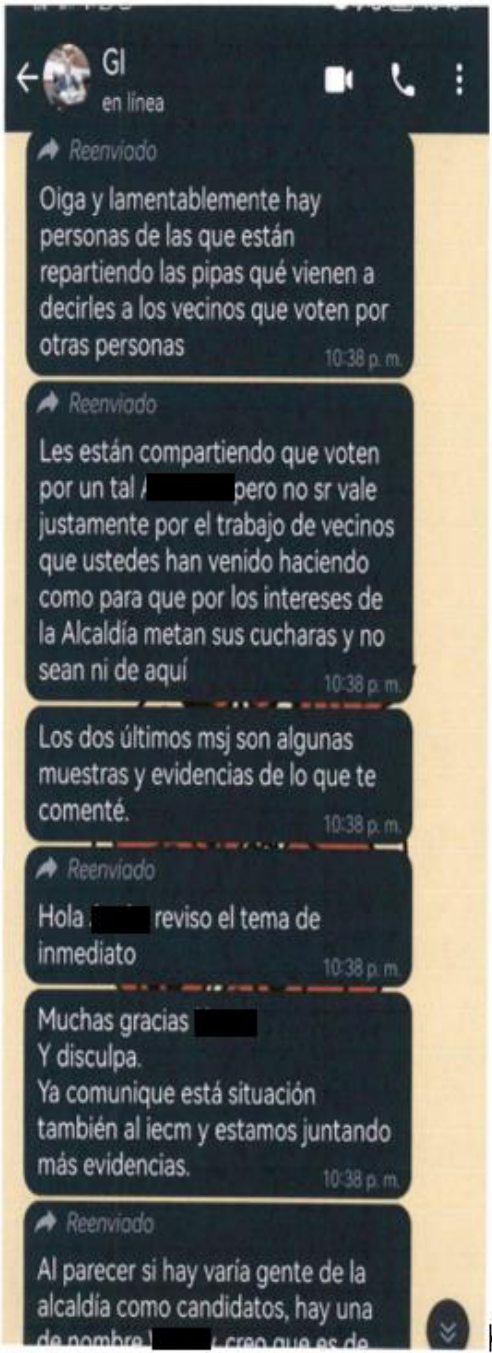 GI
en línea
Reenviado
Oiga y lamentablemente hay
personas de las que están
repartiendo las pipas qué vienen a
decirles a los vecinos que voten por
otras personas
10:38 p. m.
Reenviado
Les están compartiendo que voten
por un tal pero no sr vale
justamente por el trabajo de vecinos
que ustedes han venido haciendo
como para que por los intereses de
la Alcaldía metan sus cucharas y no
sean ni de aquí
10:38 p. m.
Los dos últimos msj son algunas
muestras y evidencias de lo que te
comenté.
10:38 p. m.
Reenviado
Hola reviso el tema de
inmediato
10:38 p. m.
Muchas gracias
Y disculpa.
Ya comunique está situación
también al iecm y estamos juntando
más evidencias.
10:38 p. m.
Reenviado
Al parecer si hay varía gente de la
alcaldía como candidatos, hay una
de nombre creo que es de